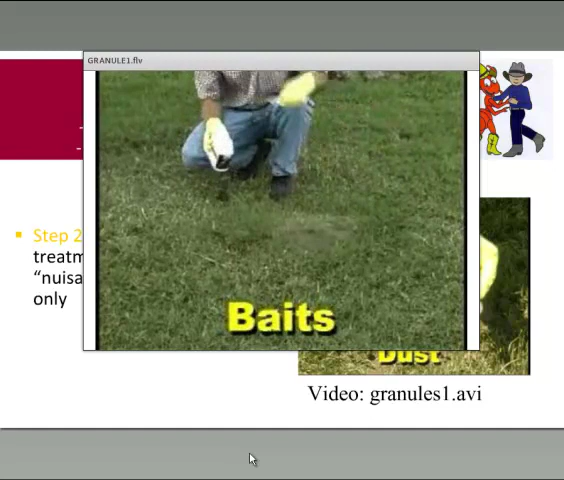 GRANULE1.flv
Step 2
treatm
“nuisa
only
Baits
Dust
Video: granules1.avi